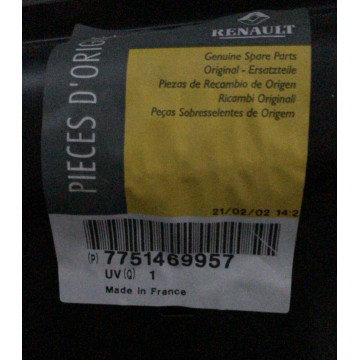 RENAULT
PIECES D'ORIGI
Genuine Spare Parts
Original - Ersatzteile
Piezas de Recambio de Origen
Ricambi Originali
Peças Sobresselentes de Origem
21/02/02 14:2
(P) 7751469957
UV(Q) 1
Made in France